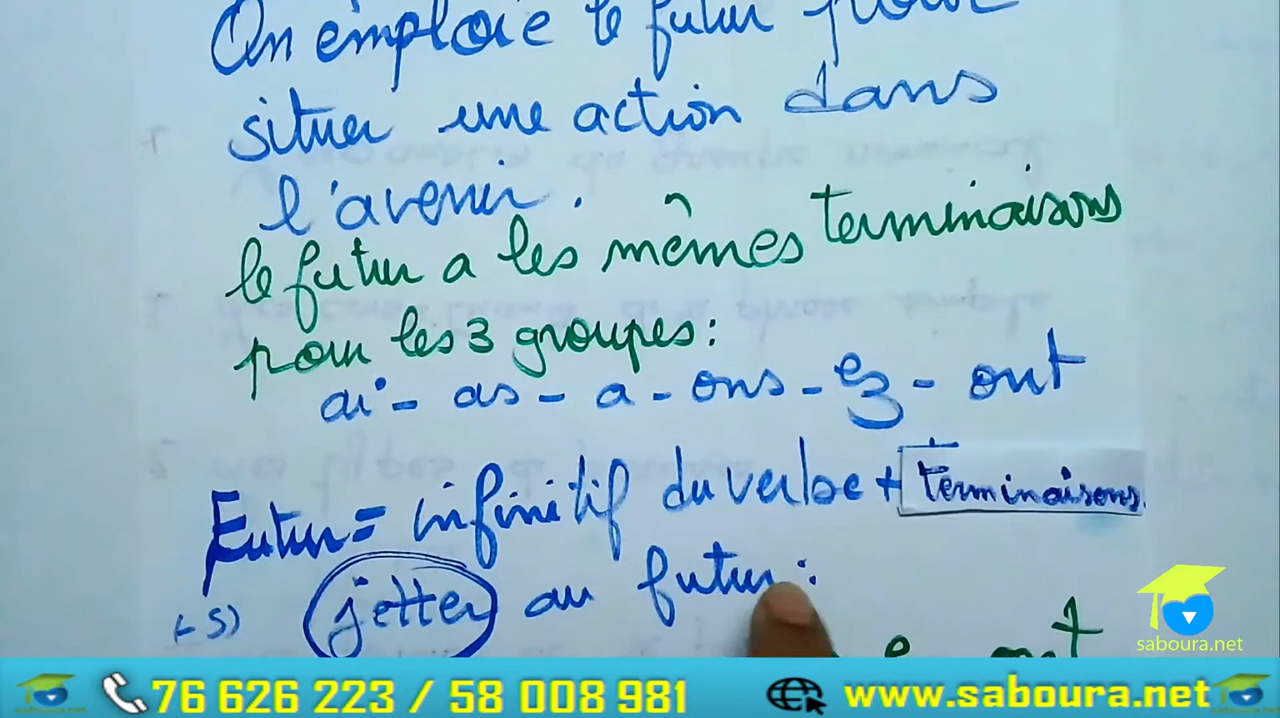 On emploie le futur pour
situer une action dans
l'avenir.
le futur a les mêmes terminaisons
pour les 3 groupes:
ai - as - a - ons - ez - ont
Futur = infinitif du verbe + Terminaisons.
(-s) jetter au futur:
ont
saboura.net
76 626 223 / 58 008 981 www.saboura.net